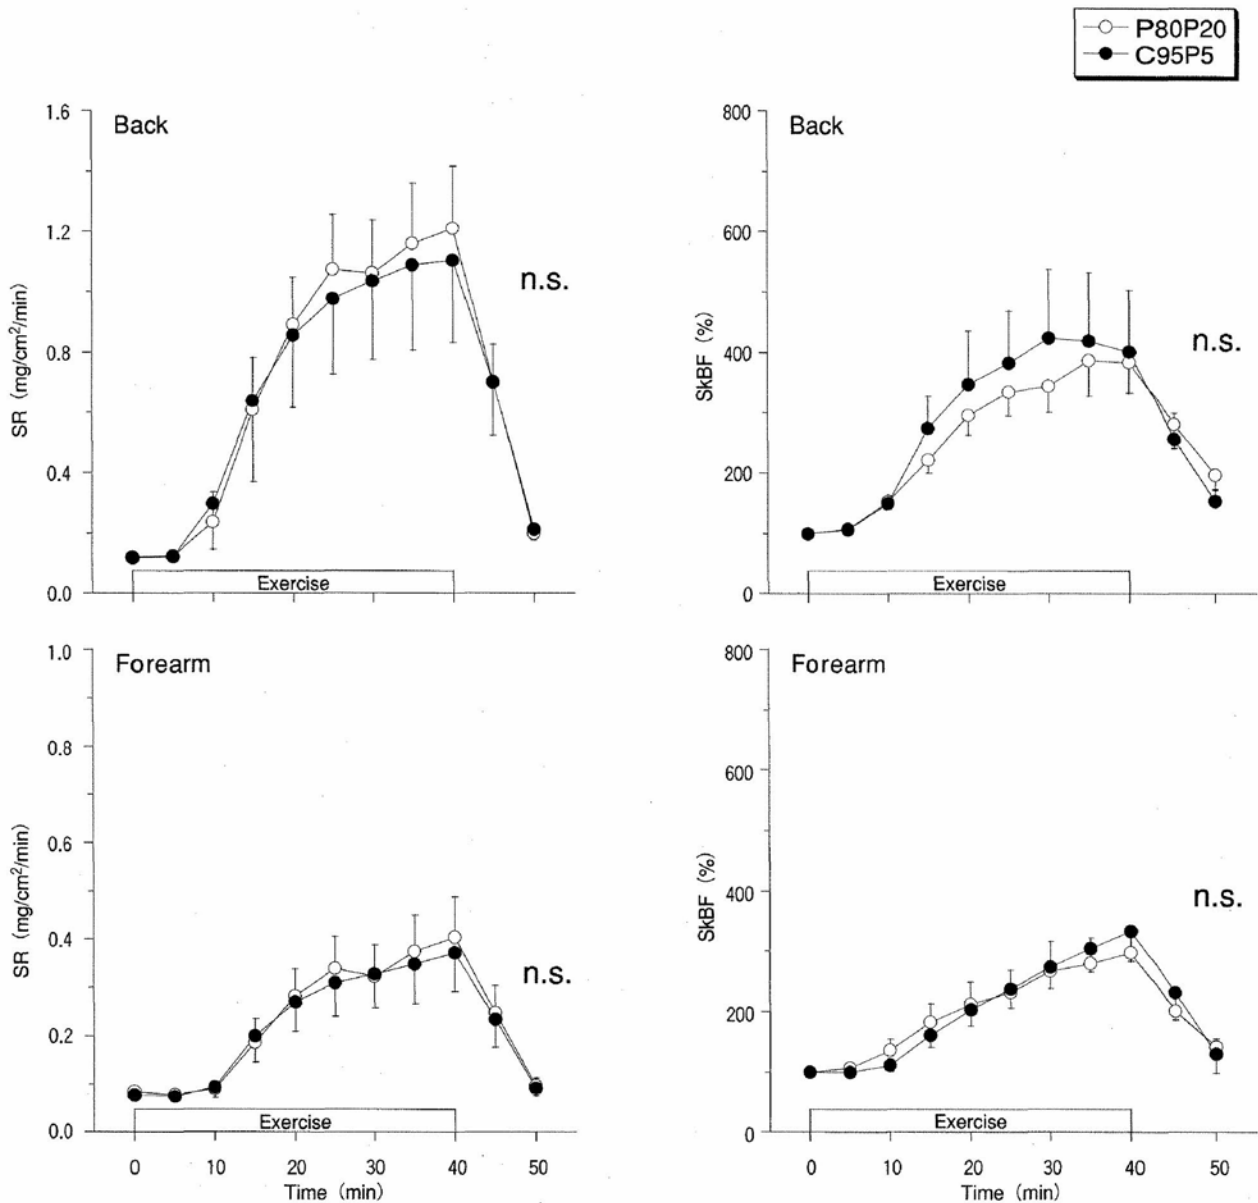 P80P20
C95P5
Back
1.6
1.2
0.8
0.4
0.0
SR (mg/cm²/min)
n.s.
Exercise
Back
800
600
400
200
0
SkBF (%)
n.s.
Exercise
Forearm
1.0
0.8
0.6
0.4
0.2
0.0
SR (mg/cm²/min)
n.s.
Exercise
0 10 20 30 40 50
Time (min)
Forearm
800
600
400
200
0
SkBF (%)
n.s.
Exercise
0 10 20 30 40 50
Time (min)